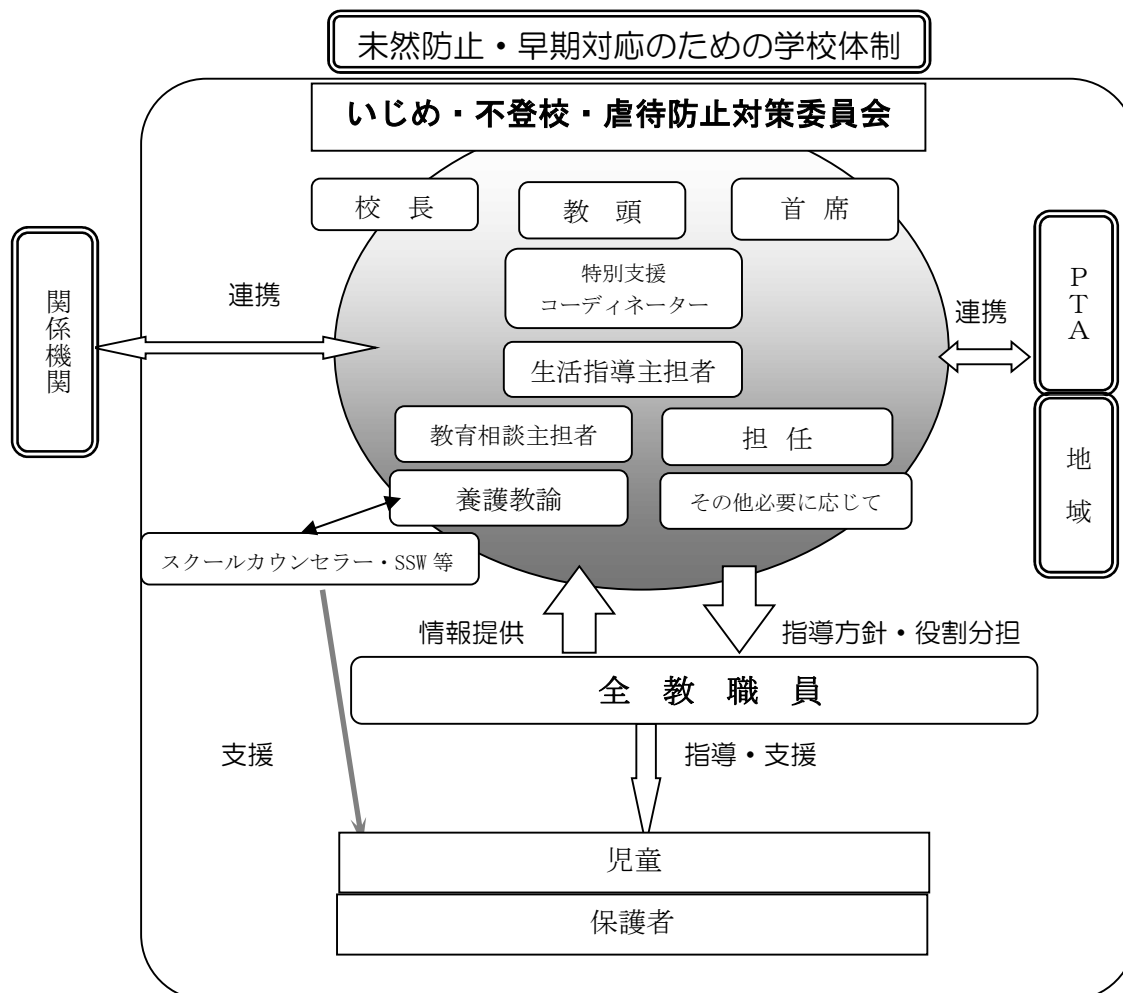 未然防止・早期対応のための学校体制
いじめ・不登校・虐待防止対策委員会
校　長
教　頭
首　席
特別支援
コーディネーター
生活指導主担者
教育相談主担者
担　任
養護教諭
その他必要に応じて
関係機関
連携
連携
ＰＴＡ
地　域
スクールカウンセラー・SSW 等
情報提供
指導方針・役割分担
全　教　職　員
支援
指導・支援
児童
保護者